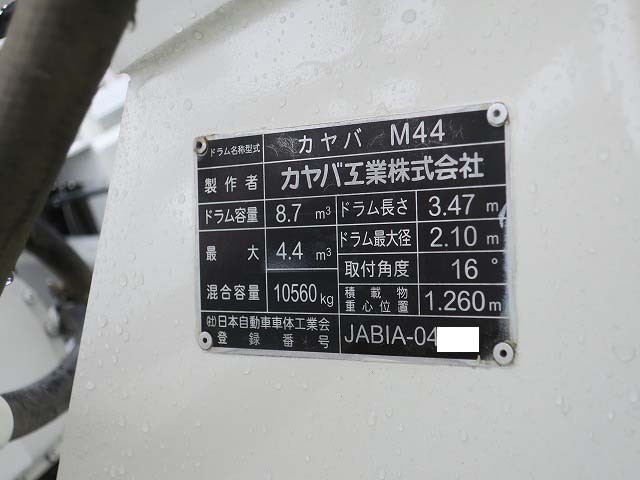 ドラム名称型式 カヤバ M44
製作者 カヤバ工業株式会社
ドラム容量 8.7 m³ ドラム長さ 3.47 m
最大 4.4 m³ ドラム最大径 2.10 m
取付角度 16 °
混合容量 10560 kg 積載物重心位置 1.260 m
(社)日本自動車車体工業会
登録番号 JABIA-04